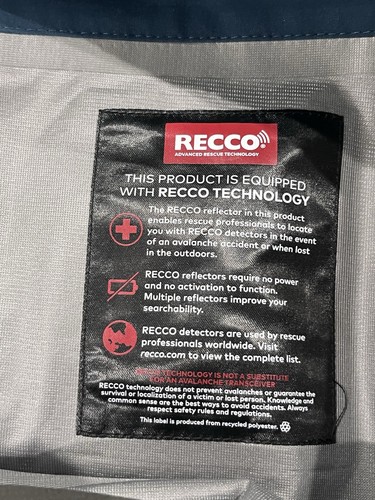 RECCO
ADVANCED RESCUE TECHNOLOGY
THIS PRODUCT IS EQUIPPED
WITH RECCO TECHNOLOGY
The RECCO reflector in this product
enables rescue professionals to locate
you with RECCO detectors in the event
of an avalanche accident or when lost
in the outdoors.
RECCO reflectors require no power
and no activation to function.
Multiple reflectors improve your
searchability.
RECCO detectors are used by rescue
professionals worldwide. Visit
recco.com to view the complete list.
RECCO TECHNOLOGY IS NOT A SUBSTITUTE
FOR AN AVALANCHE TRANSCEIVER
RECCO technology does not prevent avalanches or guarantee the
survival or localization of a victim or lost person. Knowledge and
common sense are the best ways to avoid accidents. Always
respect safety rules and regulations.
This label is produced from recycled polyester.